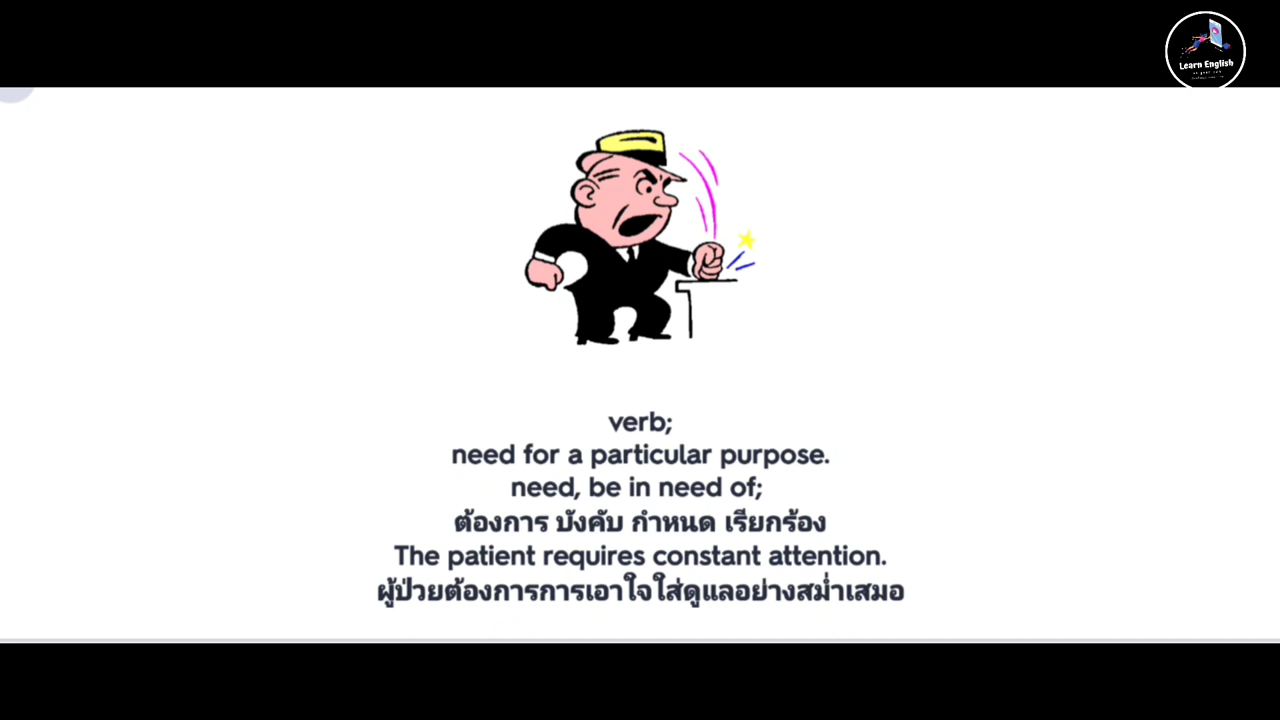 Learn English
verb;
need for a particular purpose.
need, be in need of;
ต้องการ บังคับ กำหนด เรียกร้อง
The patient requires constant attention.
ผู้ป่วยต้องการการเอาใจใส่ดูแลอย่างสม่ำเสมอ